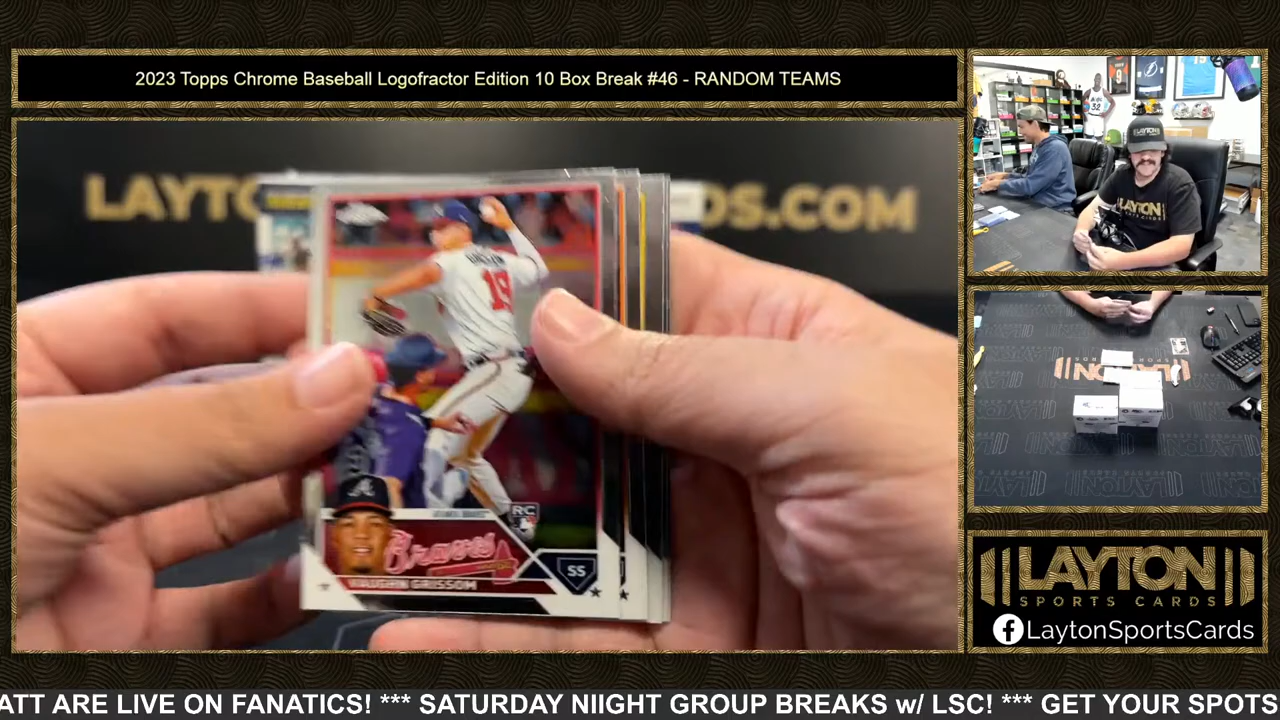 2023 Topps Chrome Baseball Logofractor Edition 10 Box Break #46 - RANDOM TEAMS
LAYTO
DS.COM
19
RC
Braves
SS
VAUGHN GRISSOM
LAYTON
32
LAYTON
SPORTS CARDS
LaytonSportsCards
ATT ARE LIVE ON FANATICS! *** SATURDAY NIIGHT GROUP BREAKS w/ LSC! *** GET YOUR SPOTS